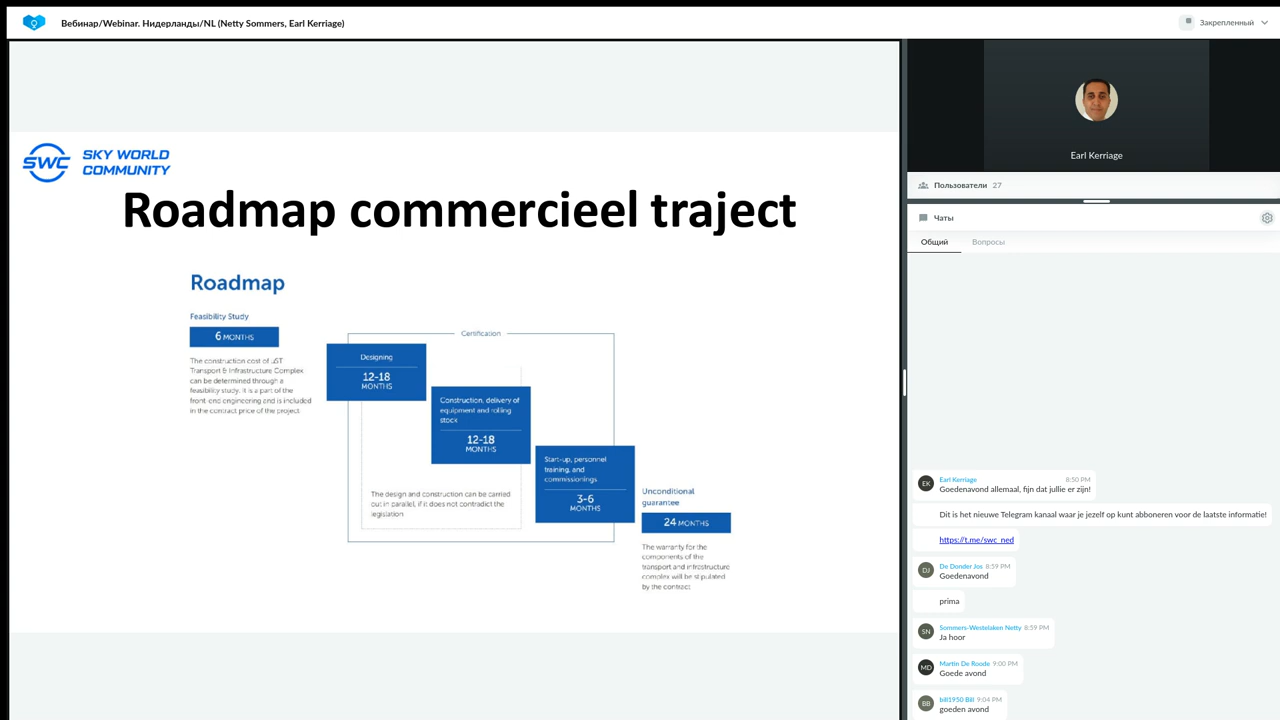 Вебинар/Webinar. Нидерланды/NL (Netty Sommers, Earl Kerriage)
Закрепленный
SWC
SKY WORLD
COMMUNITY
Roadmap commercieel traject
Roadmap
Feasibility Study
6 MONTHS
The construction cost of µST
Transport & Infrastructure Complex
can be determined through a
feasibility study. It is a part of the
front-end engineering and is included
in the contract price of the project
Certification
Designing
12-18
MONTHS
Construction, delivery of
equipment and rolling
stock
12-18
MONTHS
The design and construction can be carried
out in parallel, if it does not contradict the
legislation
Start-up, personnel
training, and
commissionings
3-6
MONTHS
Unconditional
guarantee
24 MONTHS
The warranty for the
components of the
transport and infrastructure
complex will be stipulated
by the contract
Earl Kerriage
Пользователи 27
Чаты
Общий Вопросы
EK
Earl Kerriage 8:50 PM
Goedenavond allemaal, fijn dat jullie er zijn!
Dit is het nieuwe Telegram kanaal waar je jezelf op kunt abboneren voor de laatste informatie!
https://t.me/swc_ned
DJ
De Donder Jos 8:59 PM
Goedenavond
prima
SN
Sommers-Westelaken Netty 8:59 PM
Ja hoor
MD
Martin De Roode 9:00 PM
Goede avond
BB
bill1950 Bill 9:04 PM
goeden avond